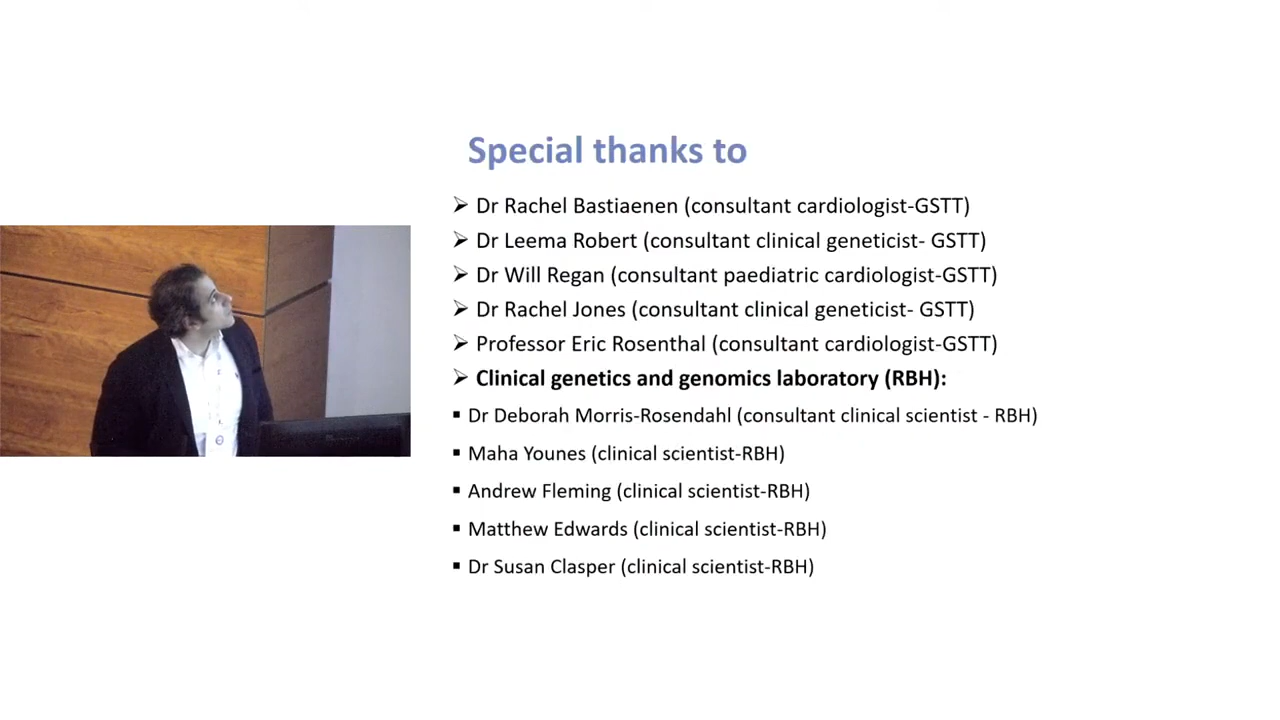 Special thanks to
➢ Dr Rachel Bastiaenen (consultant cardiologist-GSTT)
➢ Dr Leema Robert (consultant clinical geneticist- GSTT)
➢ Dr Will Regan (consultant paediatric cardiologist-GSTT)
➢ Dr Rachel Jones (consultant clinical geneticist- GSTT)
➢ Professor Eric Rosenthal (consultant cardiologist-GSTT)
➢ Clinical genetics and genomics laboratory (RBH):
▪ Dr Deborah Morris-Rosendahl (consultant clinical scientist - RBH)
▪ Maha Younes (clinical scientist-RBH)
▪ Andrew Fleming (clinical scientist-RBH)
▪ Matthew Edwards (clinical scientist-RBH)
▪ Dr Susan Clasper (clinical scientist-RBH)